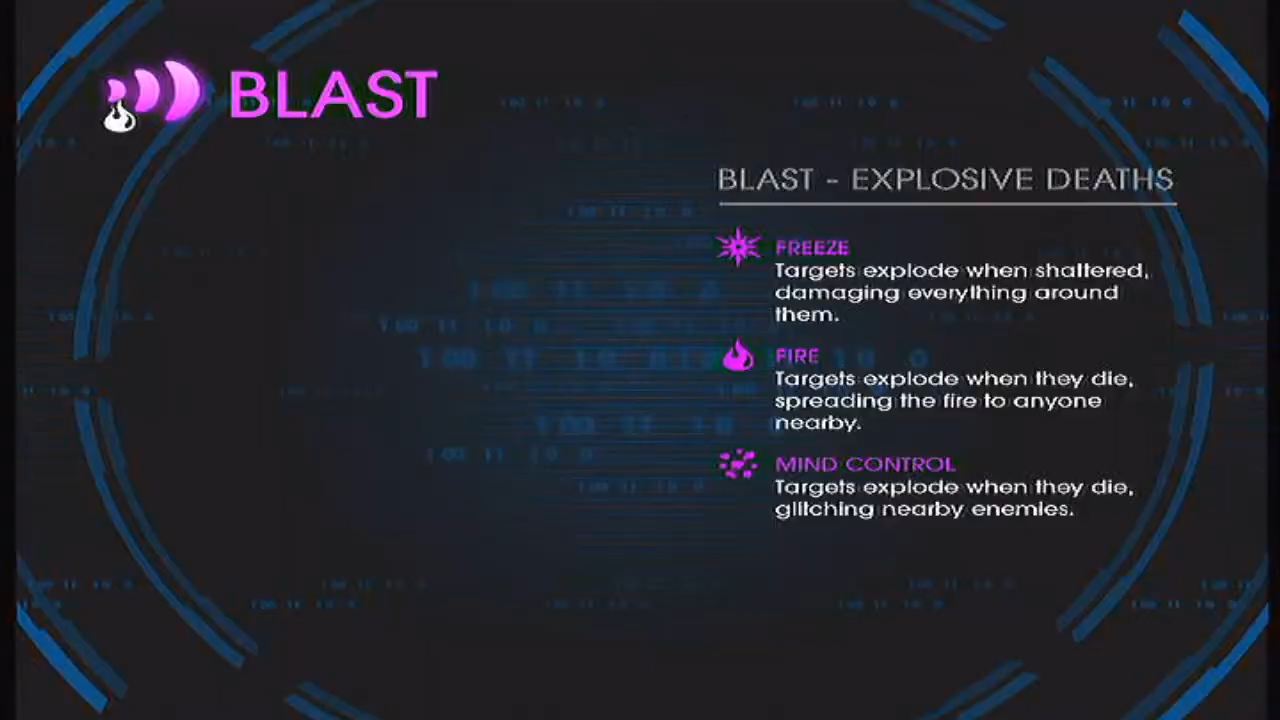 BLAST
BLAST - EXPLOSIVE DEATHS
FREEZE
Targets explode when shattered,
damaging everything around
them.
FIRE
Targets explode when they die,
spreading the fire to anyone
nearby.
MIND CONTROL
Targets explode when they die,
glitching nearby enemies.